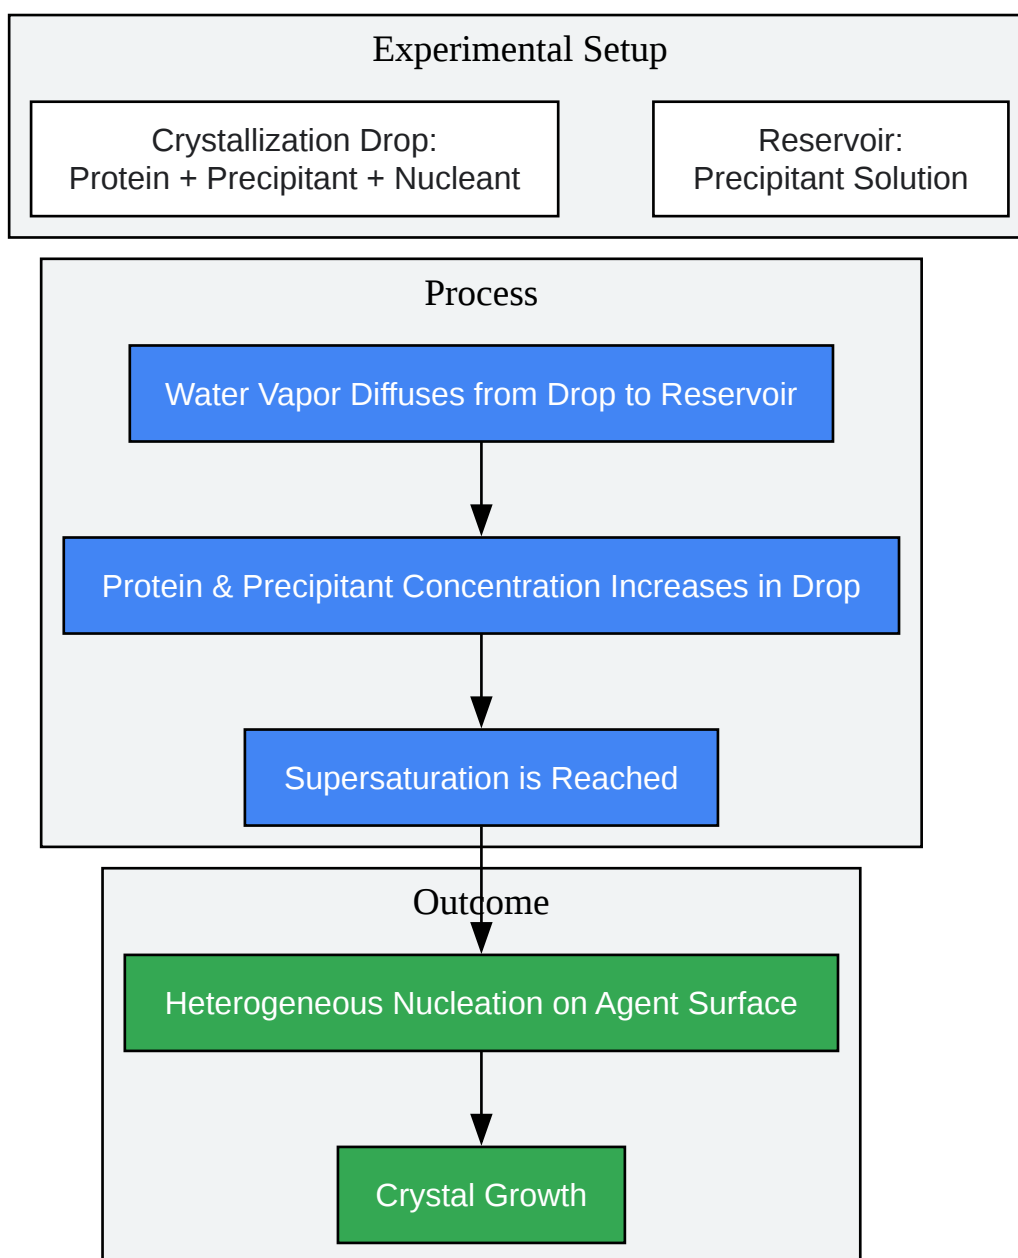 Experimental Setup
Crystallization Drop:
Protein + Precipitant + Nucleant
Reservoir:
Precipitant Solution
Process
Water Vapor Diffuses from Drop to Reservoir
Protein & Precipitant Concentration Increases in Drop
Supersaturation is Reached
Outcome
Heterogeneous Nucleation on Agent Surface
Crystal Growth